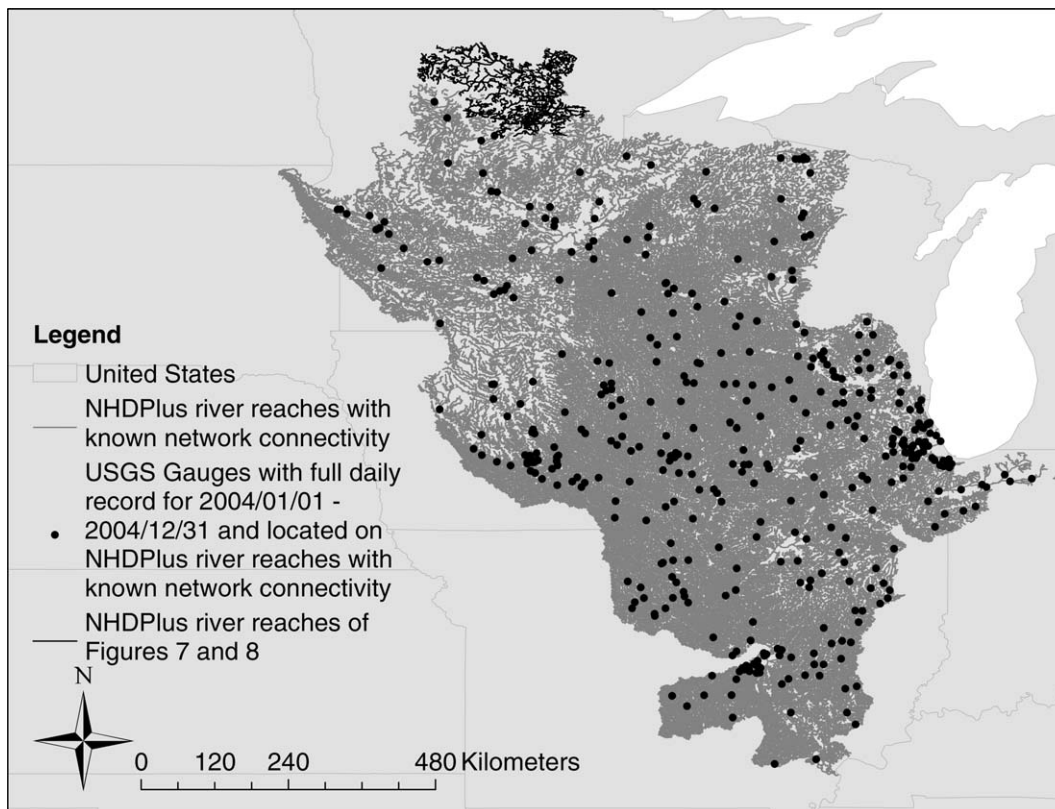 Legend
United States
NHDPlus river reaches with
known network connectivity
USGS Gauges with full daily
record for 2004/01/01 -
2004/12/31 and located on
NHDPlus river reaches with
known network connectivity
NHDPlus river reaches of
Figures 7 and 8
N
0 120 240 480 Kilometers